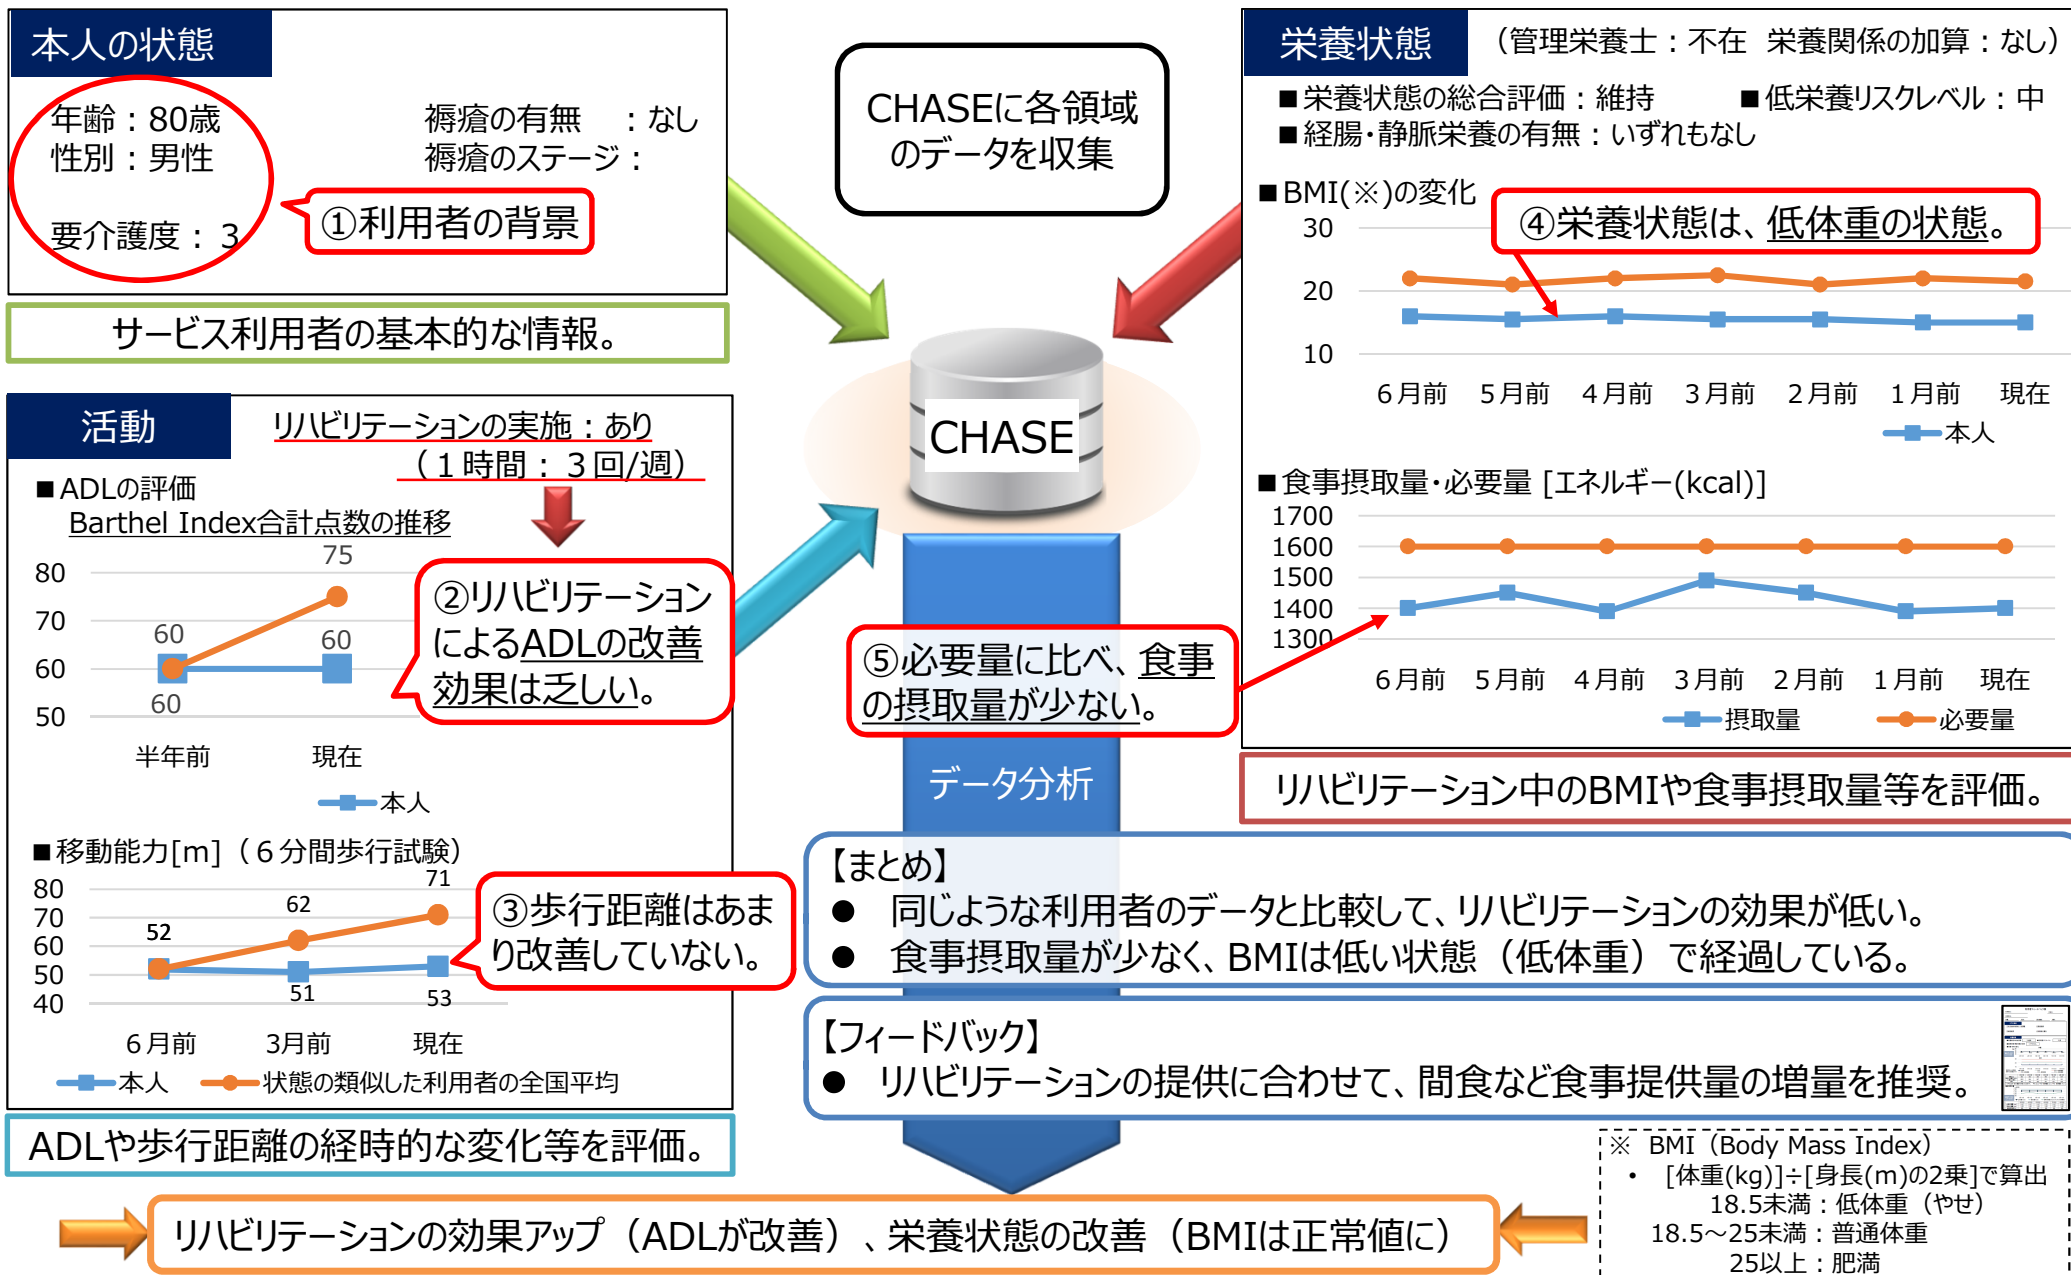 本人の状態
年齢：80歳
性別：男性
要介護度：３
褥瘡の有無　：なし
褥瘡のステージ：
①利用者の背景
サービス利用者の基本的な情報。
CHASEに各領域
のデータを収集
CHASE
栄養状態
（管理栄養士：不在 栄養関係の加算：なし）
■栄養状態の総合評価：維持
■低栄養リスクレベル：中
■経腸・静脈栄養の有無：いずれもなし
■BMI(※)の変化
④栄養状態は、低体重の状態。
30
20
10
６月前 ５月前 ４月前 ３月前 ２月前 １月前 現在
本人
■食事摂取量・必要量 [エネルギー(kcal)]
1700
1600
1500
1400
1300
６月前 ５月前 ４月前 ３月前 ２月前 １月前 現在
摂取量 必要量
⑤必要量に比べ、食事
の摂取量が少ない。
リハビリテーション中のBMIや食事摂取量等を評価。
活動
リハビリテーションの実施：あり
（１時間：３回/週）
■ADLの評価
Barthel Index合計点数の推移
75
80
70
60
50
60
60
60
半年前 現在
本人
②リハビリテーション
によるADLの改善
効果は乏しい。
■移動能力[m]（６分間歩行試験）
80
70
60
50
40
52
62
71
51
53
６月前 3月前 現在
本人 状態の類似した利用者の全国平均
③歩行距離はあま
り改善していない。
ADLや歩行距離の経時的な変化等を評価。
データ分析
【まとめ】
● 同じような利用者のデータと比較して、リハビリテーションの効果が低い。
● 食事摂取量が少なく、BMIは低い状態（低体重）で経過している。
【フィードバック】
● リハビリテーションの提供に合わせて、間食など食事提供量の増量を推奨。
リハビリテーションの効果アップ（ADLが改善）、栄養状態の改善（BMIは正常値に）
※ BMI（Body Mass Index）
・ [体重(kg)]÷[身長(m)の2乗]で算出
18.5未満：低体重（やせ）
18.5～25未満：普通体重
25以上：肥満